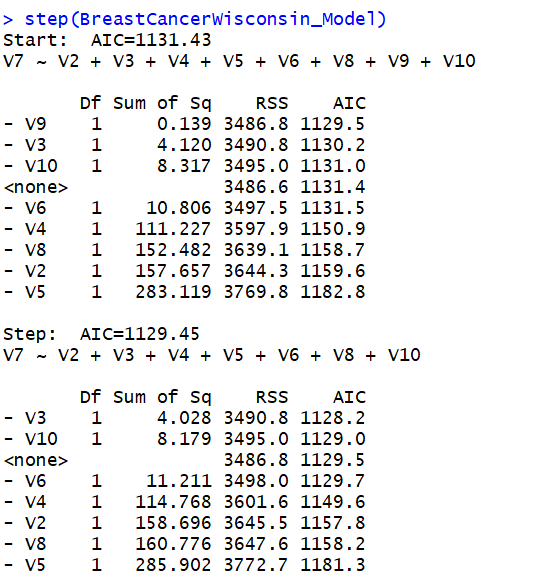 > step(BreastCancerWisconsin_Model)
Start:  AIC=1131.43
V7 ~ V2 + V3 + V4 + V5 + V6 + V8 + V9 + V10

       Df Sum of Sq    RSS    AIC
- V9    1     0.139 3486.8 1129.5
- V3    1     4.120 3490.8 1130.2
- V10   1     8.317 3495.0 1131.0
<none>              3486.6 1131.4
- V6    1    10.806 3497.5 1131.5
- V4    1   111.227 3597.9 1150.9
- V8    1   152.482 3639.1 1158.7
- V2    1   157.657 3644.3 1159.6
- V5    1   283.119 3769.8 1182.8

Step:  AIC=1129.45
V7 ~ V2 + V3 + V4 + V5 + V6 + V8 + V10

       Df Sum of Sq    RSS    AIC
- V3    1     4.028 3490.8 1128.2
- V10   1     8.179 3495.0 1129.0
<none>              3486.8 1129.5
- V6    1    11.211 3498.0 1129.7
- V4    1   114.768 3601.6 1149.6
- V2    1   158.696 3645.5 1157.8
- V8    1   160.776 3647.6 1158.2
- V5    1   285.902 3772.7 1181.3